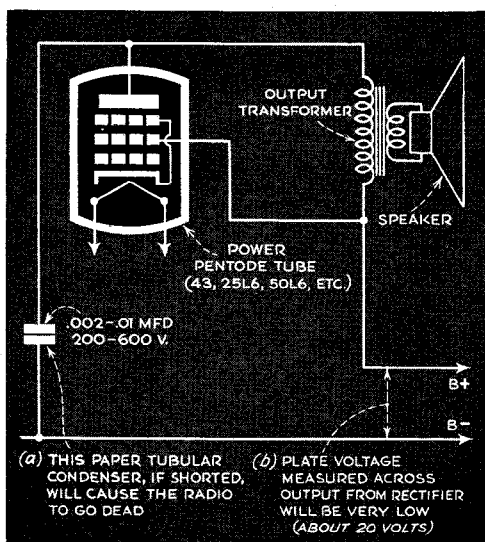 OUTPUT
TRANSFORMER
SPEAKER
POWER
PENTODE TUBE
(43, 25L6, 50L6, ETC.)
.002-.01 MFD
200-600 V.
B+
B-
(a) THIS PAPER TUBULAR
CONDENSER, IF SHORTED,
WILL CAUSE THE RADIO
TO GO DEAD
(b) PLATE VOLTAGE
MEASURED ACROSS
OUTPUT FROM RECTIFIER
WILL BE VERY LOW
(ABOUT 20 VOLTS)